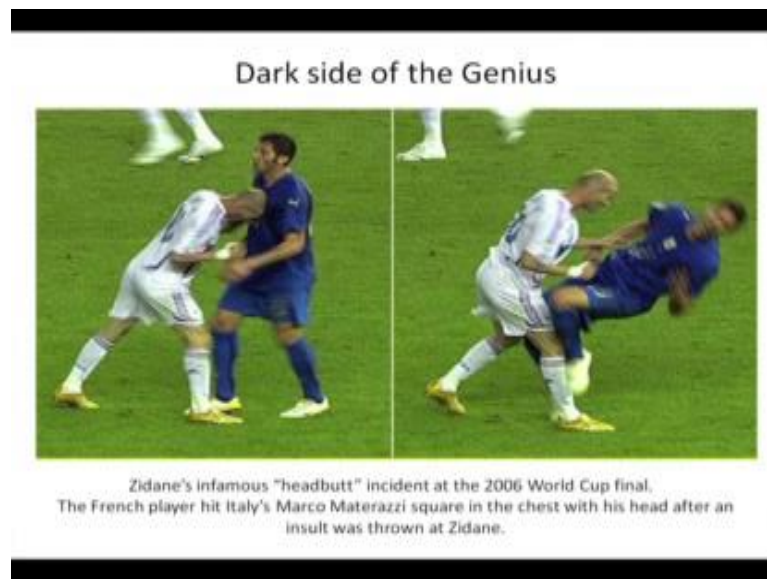 Dark side of the Genius
Zidane's infamous "headbutt" incident at the 2006 World Cup final.
The French player hit Italy's Marco Materazzi square in the chest with his head after an
insult was thrown at Zidane.